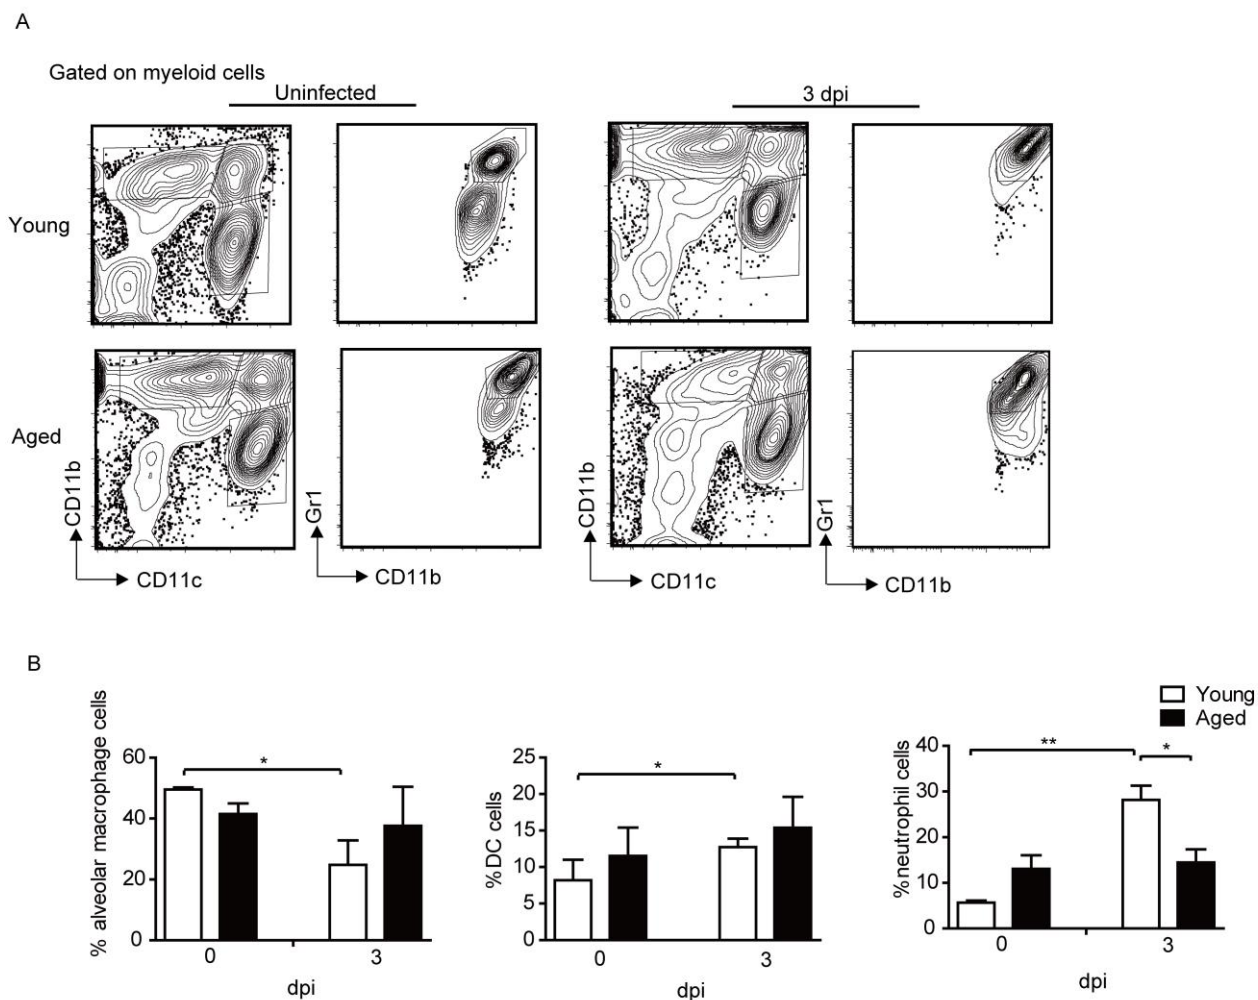 A
Gated on myeloid cells
Uninfected
3 dpi
Young
Aged
CD11b
CD11c
Gr1
CD11b
CD11b
CD11c
Gr1
CD11b
B
Young
Aged
% alveolar macrophage cells
60
40
20
0
*
0
3
dpi
%DC cells
25
20
15
10
5
0
*
0
3
dpi
%neutrophil cells
40
30
20
10
0
**
*
0
3
dpi